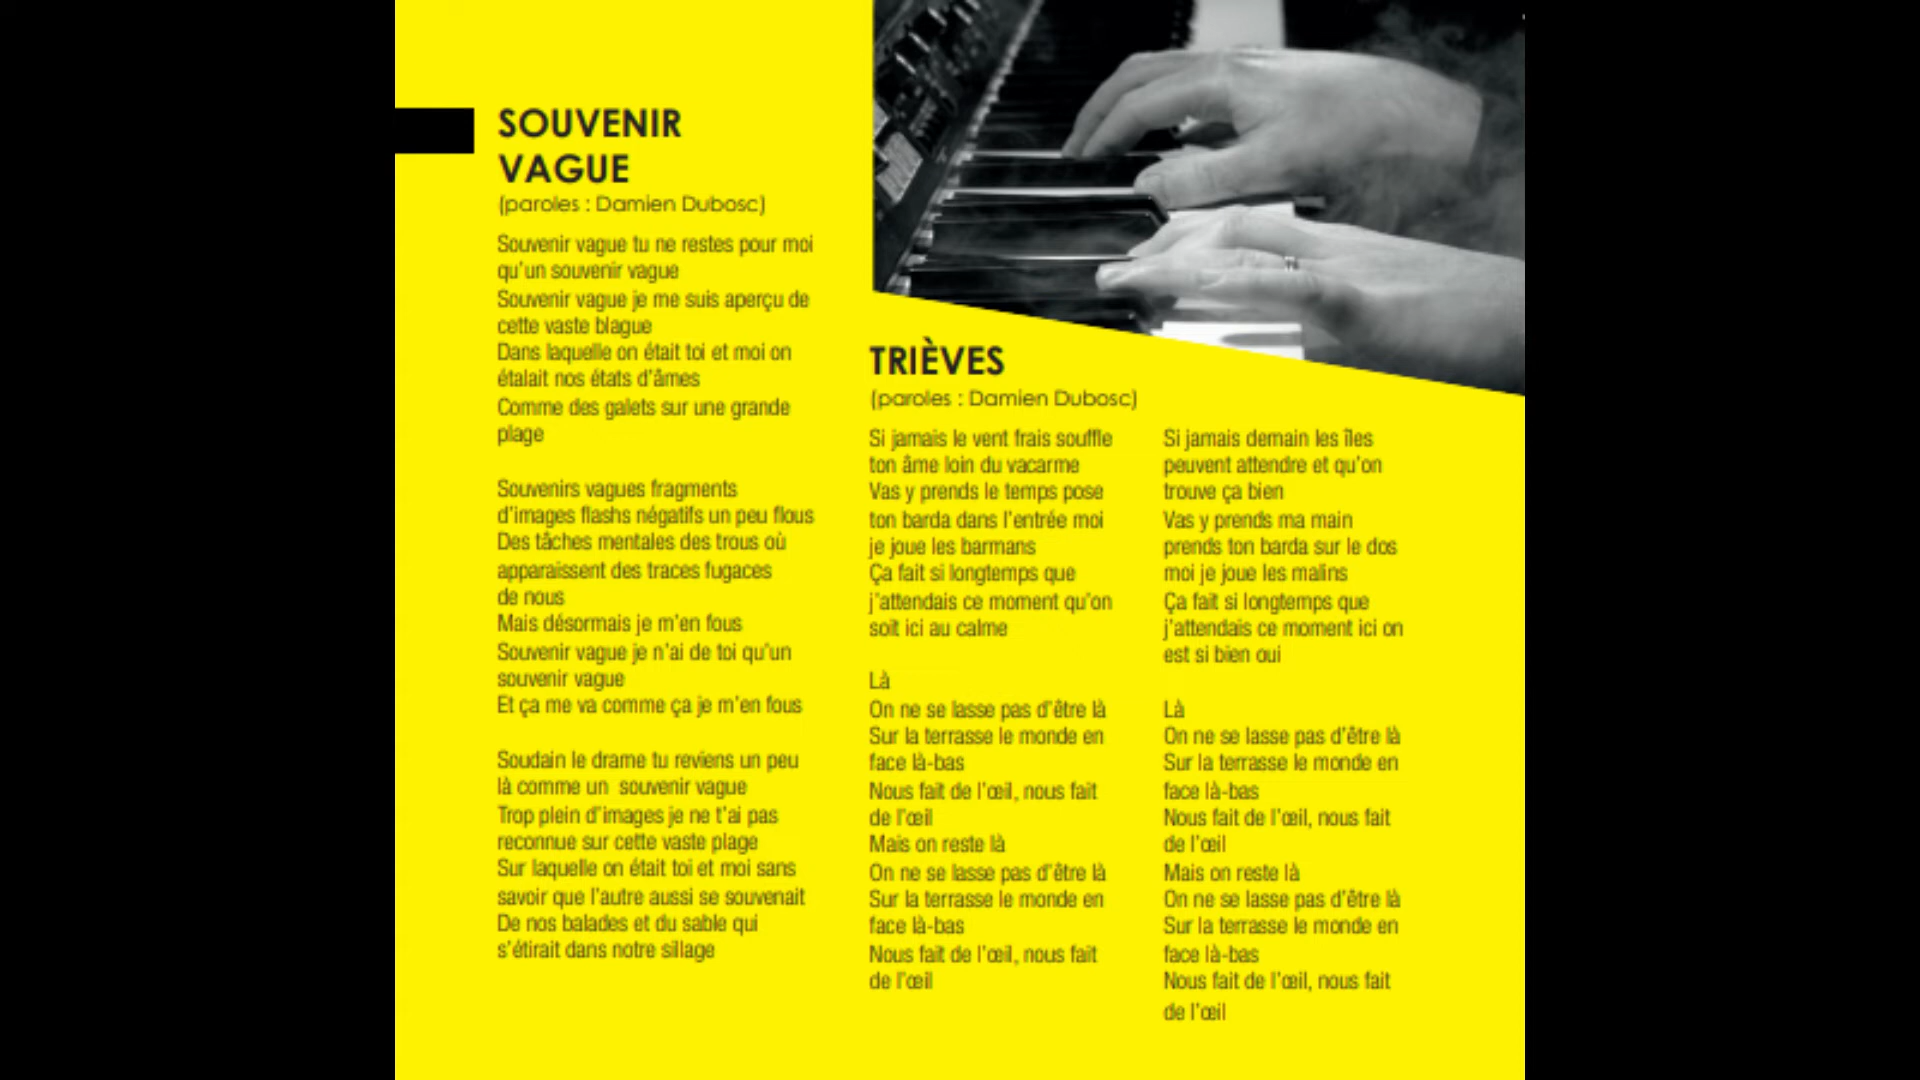 SOUVENIR
VAGUE
(paroles : Damien Dubosc)
Souvenir vague tu ne restes pour moi
qu'un souvenir vague
Souvenir vague je me suis aperçu de
cette vaste blague
Dans laquelle on était toi et moi on
étalait nos états d'âmes
Comme des galets sur une grande
plage
Souvenirs vagues fragments
d'images flashs négatifs un peu flous
Des tâches mentales des trous où
apparaissent des traces fugaces
de nous
Mais désormais je m'en fous
Souvenir vague je n'ai de toi qu'un
souvenir vague
Et ça me va comme ça je m'en fous
Soudain le drame tu reviens un peu
là comme un souvenir vague
Trop plein d'images je ne t'ai pas
reconnue sur cette vaste plage
Sur laquelle on était toi et moi sans
savoir que l'autre aussi se souvenait
De nos balades et du sable qui
s'étirait dans notre sillage
TRIÈVES
(paroles : Damien Dubosc)
Si jamais le vent frais souffle
ton âme loin du vacarme
Vas y prends le temps pose
ton barda dans l'entrée moi
je joue les barmans
Ça fait si longtemps que
j'attendais ce moment qu'on
soit ici au calme
Là
On ne se lasse pas d'être là
Sur la terrasse le monde en
face là-bas
Nous fait de l'œil, nous fait
de l'œil
Mais on reste là
On ne se lasse pas d'être là
Sur la terrasse le monde en
face là-bas
Nous fait de l'œil, nous fait
de l'œil
Si jamais demain les îles
peuvent attendre et qu'on
trouve ça bien
Vas y prends ma main
prends ton barda sur le dos
moi je joue les malins
Ça fait si longtemps que
j'attendais ce moment ici on
est si bien oui
Là
On ne se lasse pas d'être là
Sur la terrasse le monde en
face là-bas
Nous fait de l'œil, nous fait
de l'œil
Mais on reste là
On ne se lasse pas d'être là
Sur la terrasse le monde en
face là-bas
Nous fait de l'œil, nous fait
de l'œil